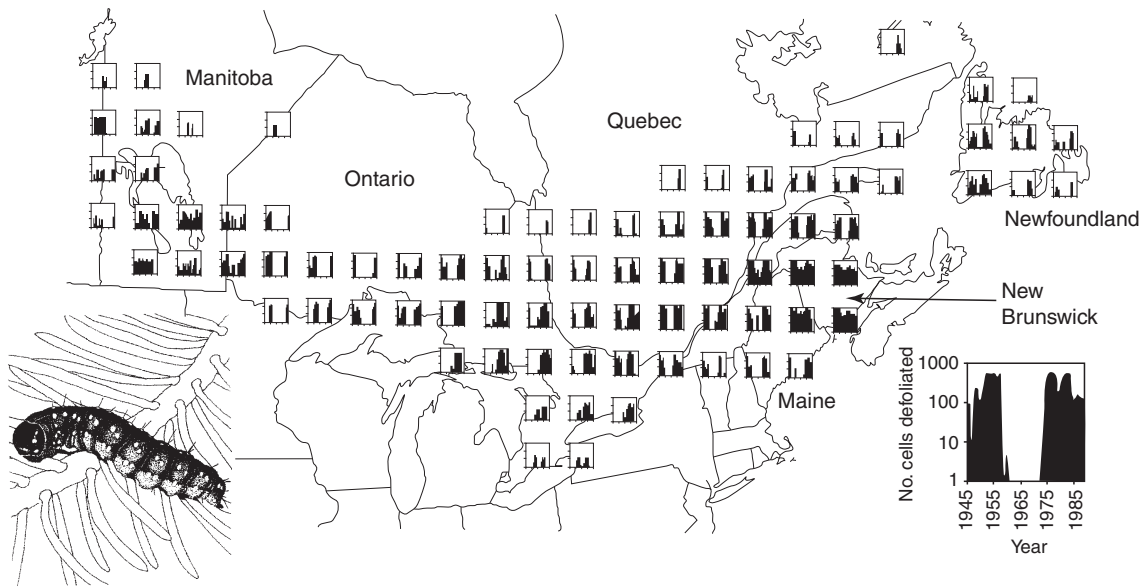 Manitoba
Quebec
Ontario
Newfoundland
New
Brunswick
Maine
No. cells defoliated
1000
100
10
1
1945
1955
1965
1975
1985
Year